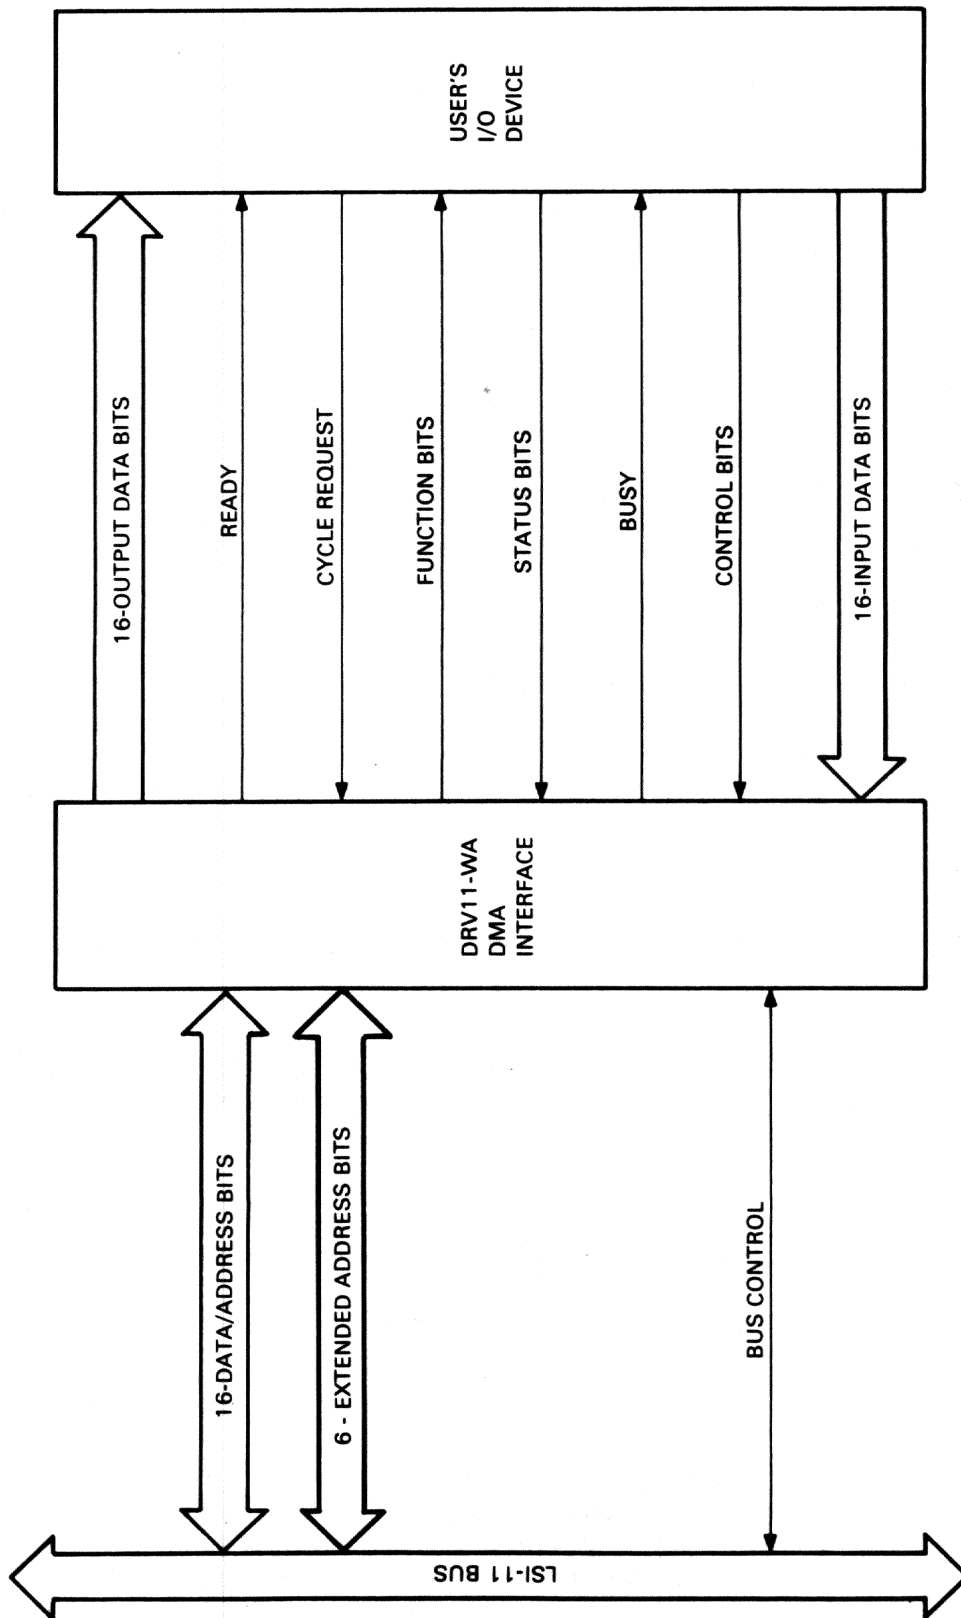 LSI-11 BUS
16-DATA/ADDRESS BITS
6 - EXTENDED ADDRESS BITS
BUS CONTROL
DRV11-WA
DMA
INTERFACE
16-OUTPUT DATA BITS
READY
CYCLE REQUEST
FUNCTION BITS
STATUS BITS
BUSY
CONTROL BITS
16-INPUT DATA BITS
USER'S
I/O
DEVICE